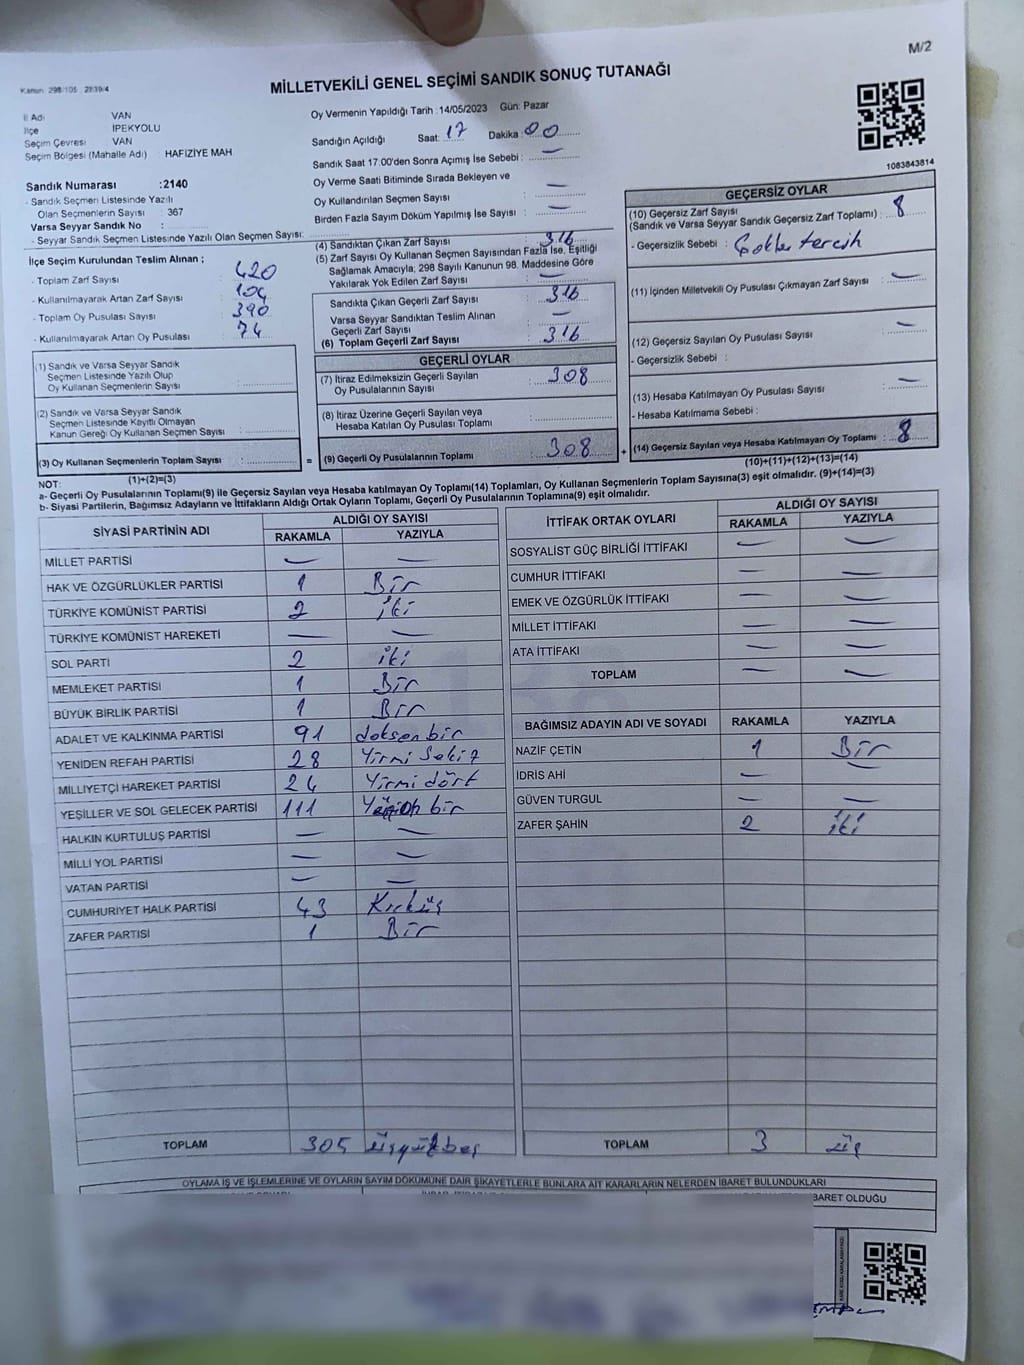 M/2
Kanun 298/105
MİLLETVEKİLİ GENEL SEÇİMİ SANDIK SONUÇ TUTANAĞI
İl Adı VAN
İlçe İPEKYOLU
Seçim Çevresi VAN
Seçim Bölgesi (Mahalle Adı) HAFIZİYE MAH
Oy Vermenin Yapıldığı Tarih : 14/05/2023 Gün: Pazar
Sandığın Açıldığı Saat: 17 Dakika: 00
Sandık Saat 17:00'den Sonra Açımış İse Sebebi : —
Oy Verme Saati Bitiminde Sırada Bekleyen ve
Oy Kullandırılan Seçmen Sayısı : —
Birden Fazla Sayım Döküm Yapılmış İse Sayısı : —
1083843814
Sandık Numarası :2140
- Sandık Seçmen Listesinde Yazılı
Olan Seçmenlerin Sayısı : 367
Varsa Seyyar Sandık No :
- Seyyar Sandık Seçmen Listesinde Yazılı Olan Seçmen Sayısı:
İlçe Seçim Kurulundan Teslim Alınan ;
- Toplam Zarf Sayısı 420
- Kullanılmayarak Artan Zarf Sayısı 104
- Toplam Oy Pusulası Sayısı 390
- Kullanılmayarak Artan Oy Pusulası 74
(1) Sandık ve Varsa Seyyar Sandık
Seçmen Listesinde Yazılı Olup
Oy Kullanan Seçmenlerin Sayısı :
(2) Sandık ve Varsa Seyyar Sandık
Seçmen Listesinde Kayıtlı Olmayan
Kanun Gereği Oy Kullanan Seçmen Sayısı :
(3) Oy Kullanan Seçmenlerin Toplam Sayısı :
(1)+(2)=(3)
(4) Sandıktan Çıkan Zarf Sayısı : 316
(5) Zarf Sayısı Oy Kullanan Seçmen Sayısından Fazla İse, Eşitliği
Sağlamak Amacıyla; 298 Sayılı Kanunun 98. Maddesine Göre
Yakılarak Yok Edilen Zarf Sayısı : —
Sandıkta Çıkan Geçerli Zarf Sayısı : 316
Varsa Seyyar Sandıktan Teslim Alınan
Geçerli Zarf Sayısı : —
(6) Toplam Geçerli Zarf Sayısı : 316
GEÇERLİ OYLAR
(7) İtiraz Edilmeksizin Geçerli Sayılan
Oy Pusulalarının Sayısı : 308
(8) İtiraz Üzerine Geçerli Sayılan veya
Hesaba Katılan Oy Pusulası Toplamı :
= (9) Geçerli Oy Pusulalarının Toplamı : 308 +
GEÇERSİZ OYLAR
(10) Geçersiz Zarf Sayısı
(Sandık ve Varsa Seyyar Sandık Geçersiz Zarf Toplamı) : 8
- Geçersizlik Sebebi : tercih
(11) İçinden Milletvekili Oy Pusulası Çıkmayan Zarf Sayısı : —
(12) Geçersiz Sayılan Oy Pusulası Sayısı : —
- Geçersizlik Sebebi :
(13) Hesaba Katılmayan Oy Pusulası Sayısı : —
- Hesaba Katılmama Sebebi :
(14) Geçersiz Sayılan veya Hesaba Katılmayan Oy Toplamı : 8
(10)+(11)+(12)+(13)=(14)
NOT:
a- Geçerli Oy Pusulalarının Toplamı(9) ile Geçersiz Sayılan veya Hesaba katılmayan Oy Toplamı(14) Toplamları, Oy Kullanan Seçmenlerin Toplam Sayısına(3) eşit olmalıdır. (9)+(14)=(3)
b- Siyasi Partilerin, Bağımsız Adayların ve İttifakların Aldığı Ortak Oyların Toplamı, Geçerli Oy Pusulalarının Toplamına(9) eşit olmalıdır.
SİYASİ PARTİNİN ADI ALDIĞI OY SAYISI
RAKAMLA YAZIYLA
MİLLET PARTİSİ — —
HAK VE ÖZGÜRLÜKLER PARTİSİ 1 Bir
TÜRKİYE KOMÜNİST PARTİSİ 2 iki
TÜRKİYE KOMÜNİST HAREKETİ — —
SOL PARTİ 2 iki
MEMLEKET PARTİSİ 1 Bir
BÜYÜK BİRLİK PARTİSİ 1 Bir
ADALET VE KALKINMA PARTİSİ 91 doksen bir
YENİDEN REFAH PARTİSİ 28 Yirmi Sekiz
MİLLİYETÇİ HAREKET PARTİSİ 24 Yirmi dört
YEŞİLLER VE SOL GELECEK PARTİSİ 111 bir
HALKIN KURTULUŞ PARTİSİ — —
MİLLİ YOL PARTİSİ — —
VATAN PARTİSİ — —
CUMHURİYET HALK PARTİSİ 43 Kırküç
ZAFER PARTİSİ 1 Bir
TOPLAM 305 üçyüzbeş
İTTİFAK ORTAK OYLARI ALDIĞI OY SAYISI
RAKAMLA YAZIYLA
SOSYALİST GÜÇ BİRLİĞİ İTTİFAKI — —
CUMHUR İTTİFAKI — —
EMEK VE ÖZGÜRLÜK İTTİFAKI — —
MİLLET İTTİFAKI — —
ATA İTTİFAKI — —
TOPLAM — —
BAĞIMSIZ ADAYIN ADI VE SOYADI RAKAMLA YAZIYLA
NAZİF ÇETİN 1 Bir
İDRİS AHİ — —
GÜVEN TURGUL — —
ZAFER ŞAHİN 2 iki
TOPLAM 3 üç
OYLAMA İŞ VE İŞLEMLERİNE VE OYLARIN SAYIM DÖKÜMÜNE DAİR ŞİKAYETLERLE BUNLARA AİT KARARLARIN NELERDEN İBARET BULUNDUKLARI
İBARET OLDUĞU